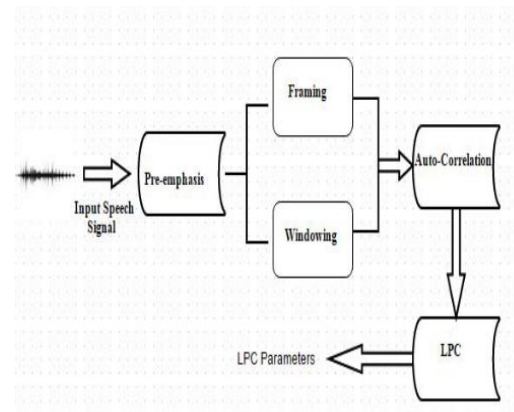 Input Speech
Signal
Pre-emphasis
Framing
Windowing
Auto-Correlation
LPC
LPC Parameters